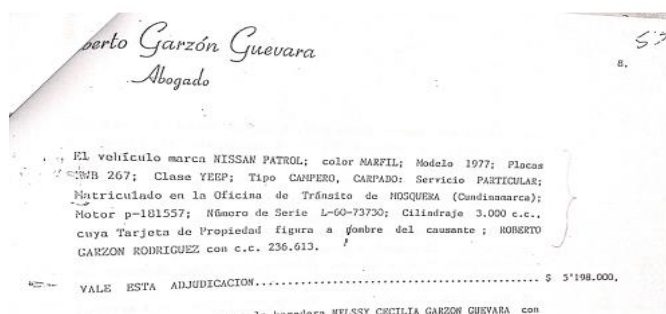 berto Garzón Guevara
Abogado
8.
El vehículo marca NISSAN PATROL; color MARFIL; Modelo 1977; Placas
267; Clase YEEP; Tipo CAMPERO, CARPADO: Servicio PARTICULAR;
Matriculado en la Oficina de Tránsito de MOSQUERA (Cundinamarca);
Motor p-181557; Número de Serie L-60-73730; Cilindraje 3.000 c.c.,
cuya Tarjeta de Propiedad figura a nombre del causante ; ROBERTO
GARZON RODRIGUEZ con c.c. 236.613.
VALE ESTA ADJUDICACION.................................................. $ 5'198.000,
heredera NELSSY CECILIA GARZON GUEVARA con